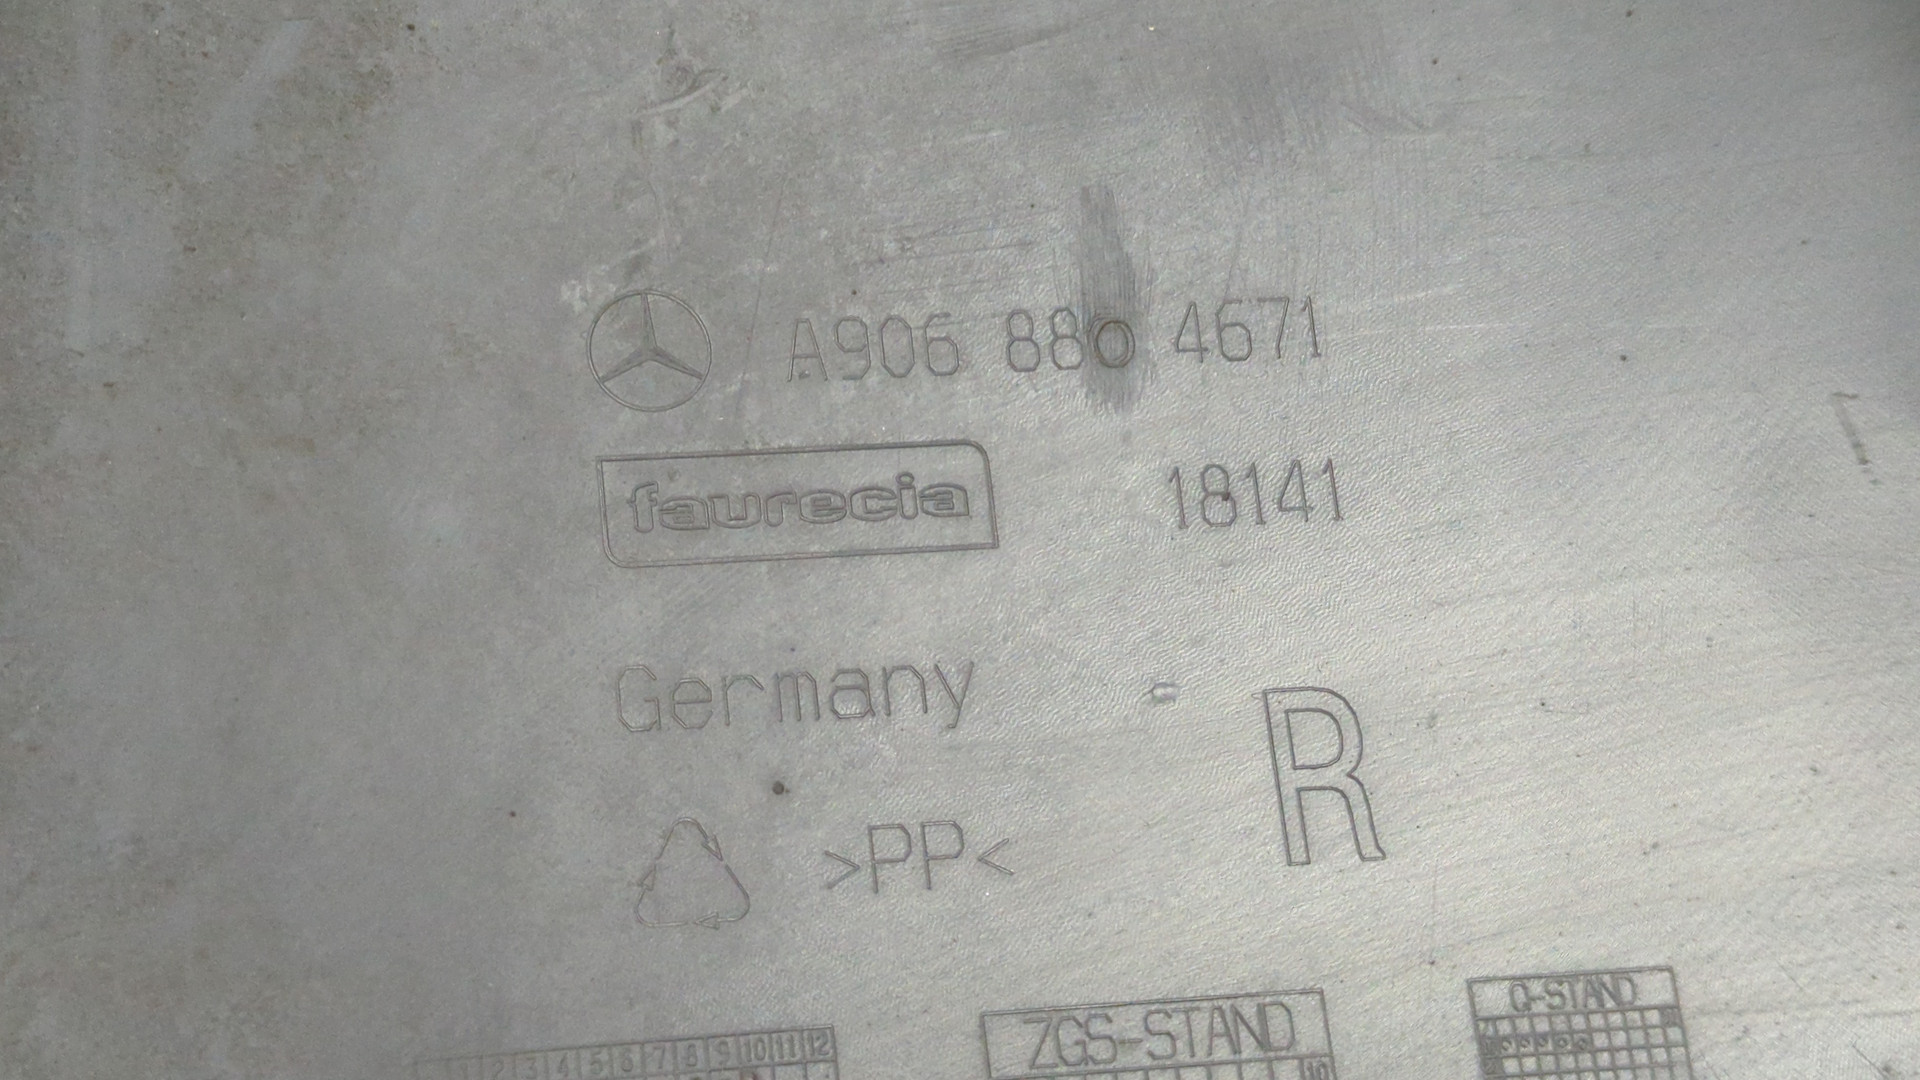 A906 880 4671
faurecia 18141
Germany
R
>PP<
Q-STAND
ZGS-STAND
1 2 3 4 5 6 7 8 9 10 11 12
10